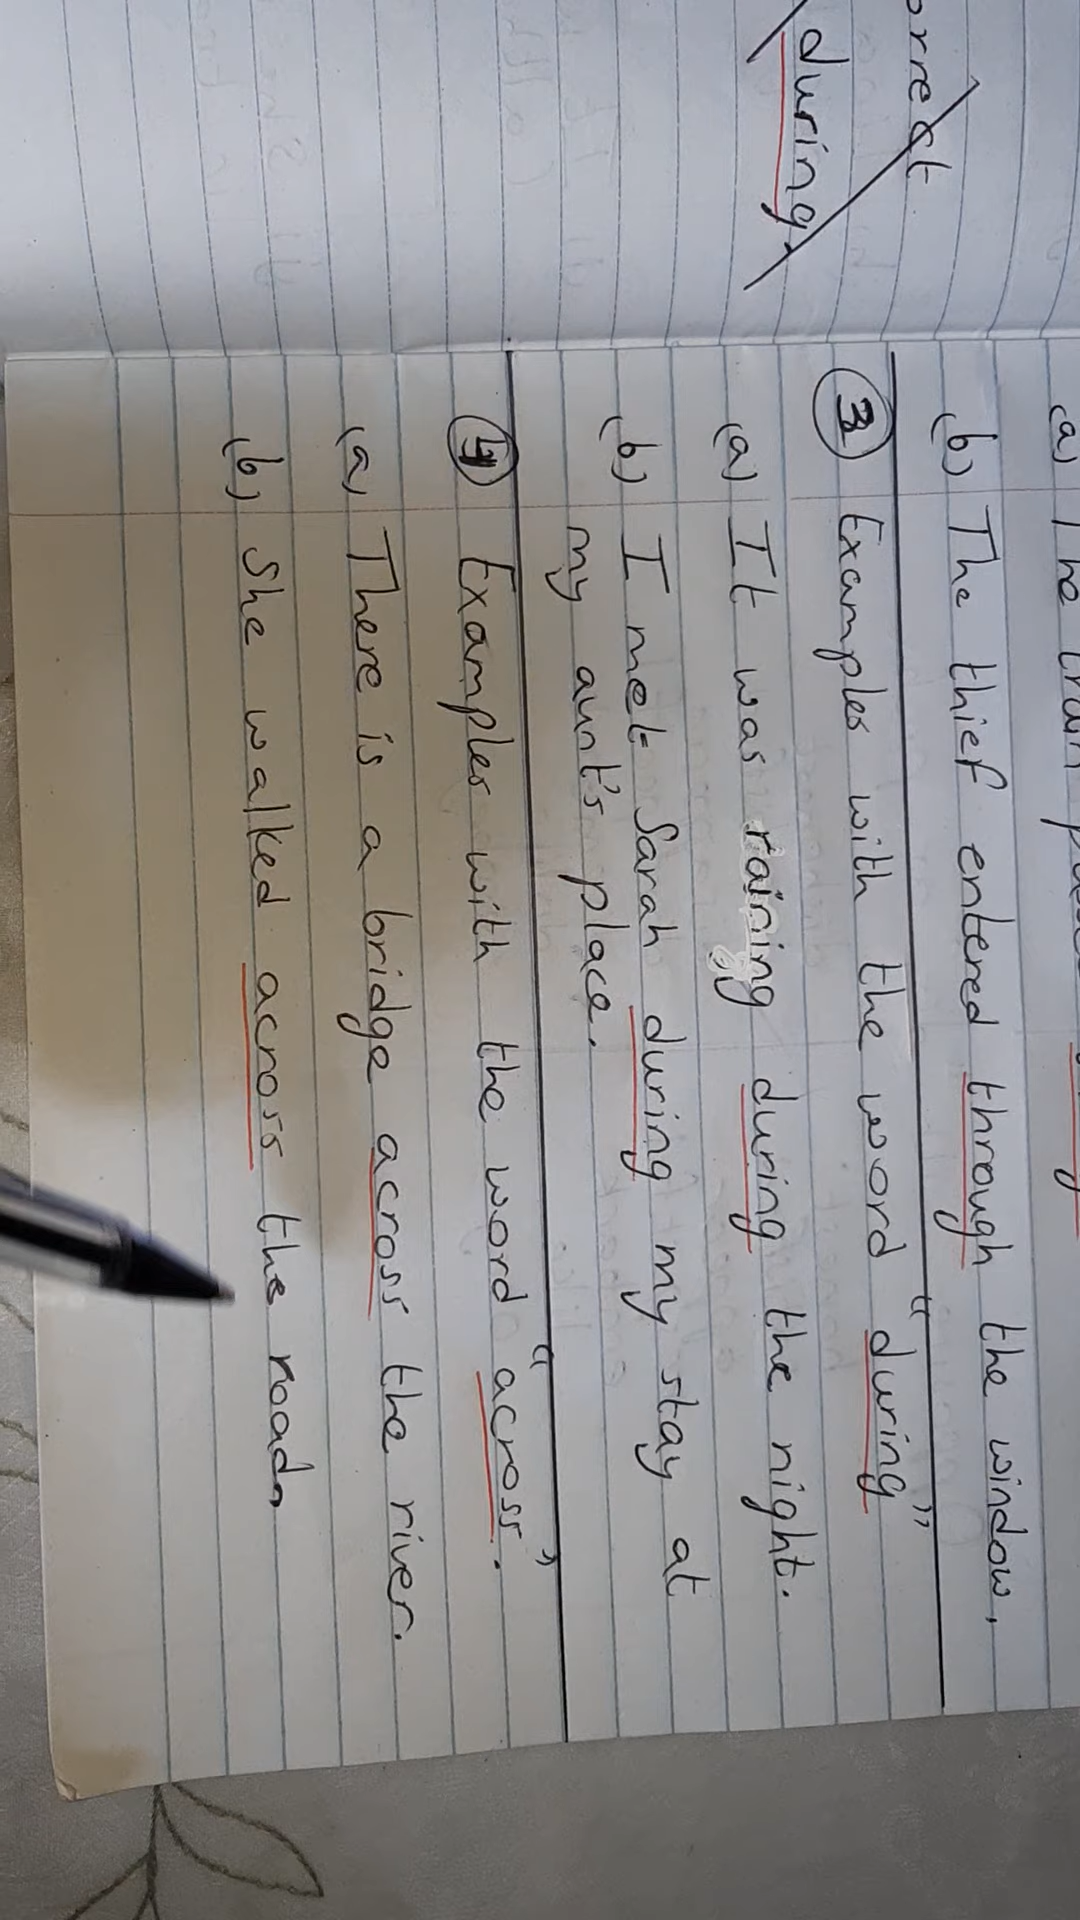 orrect
during.
(a) The train
(b) The thief entered through the window.
③ Examples with the word "during"
(a) It was raining during the night.
(b) I met Sarah during my stay at
my aunt's place.
④ Examples with the word "across".
(a) There is a bridge across the river.
(b) She walked across the road.